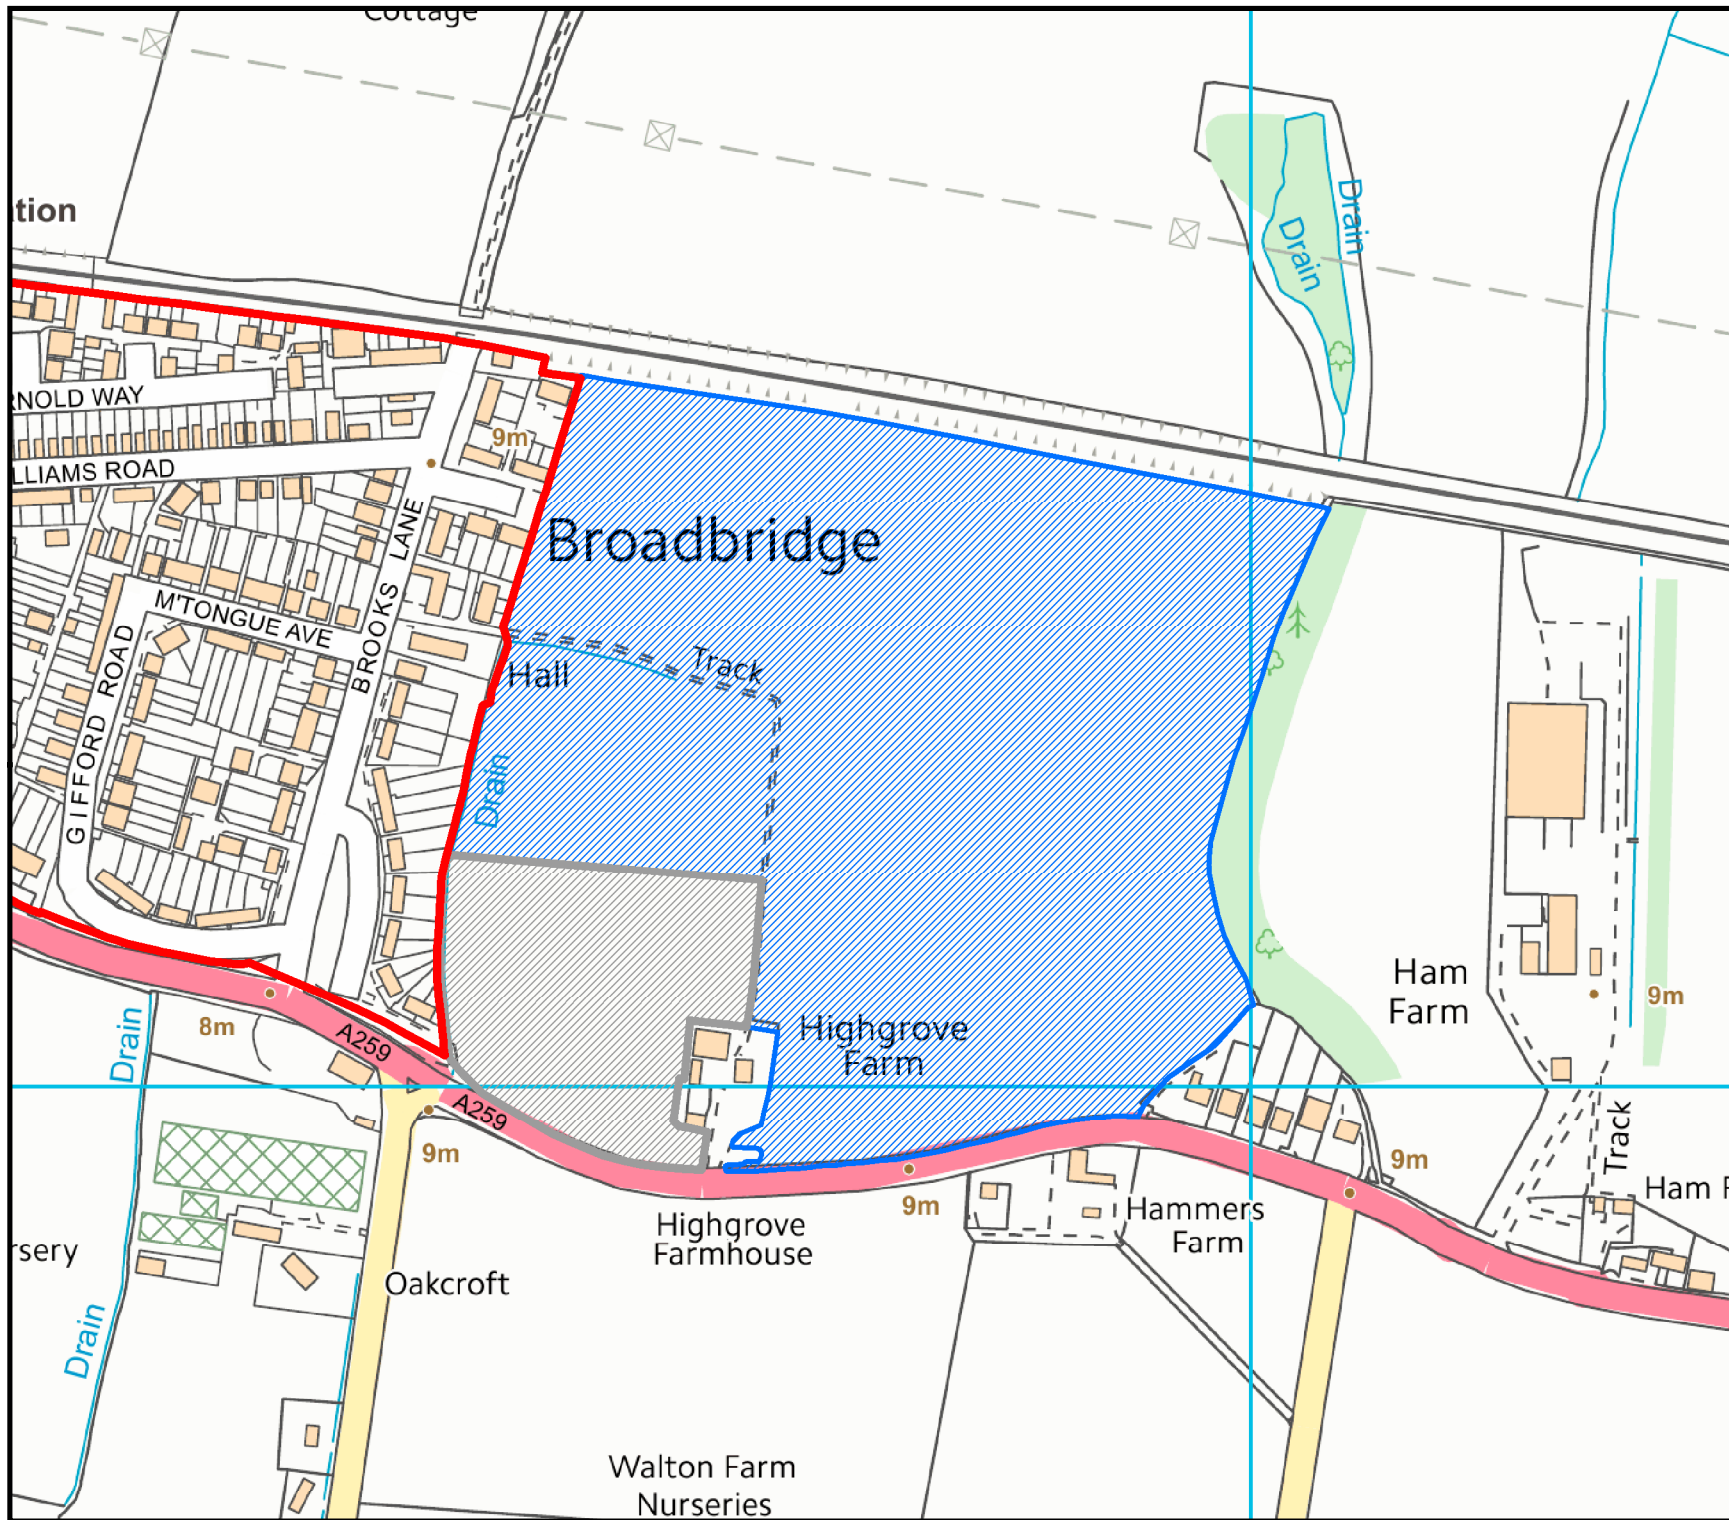 Cottage
tion
Drain
Drain
RNOLD WAY
9m
LLIAMS ROAD
BROOKS LANE
Broadbridge
M'TONGUE AVE
GIFFORD ROAD
Hall
Track
Drain
Ham
Farm
9m
8m
Drain
A259
Highgrove
Farm
A259
9m
9m
9m
Track
Ham F
Highgrove
Farmhouse
Hammers
Farm
rsery
Oakcroft
Drain
Walton Farm
Nurseries